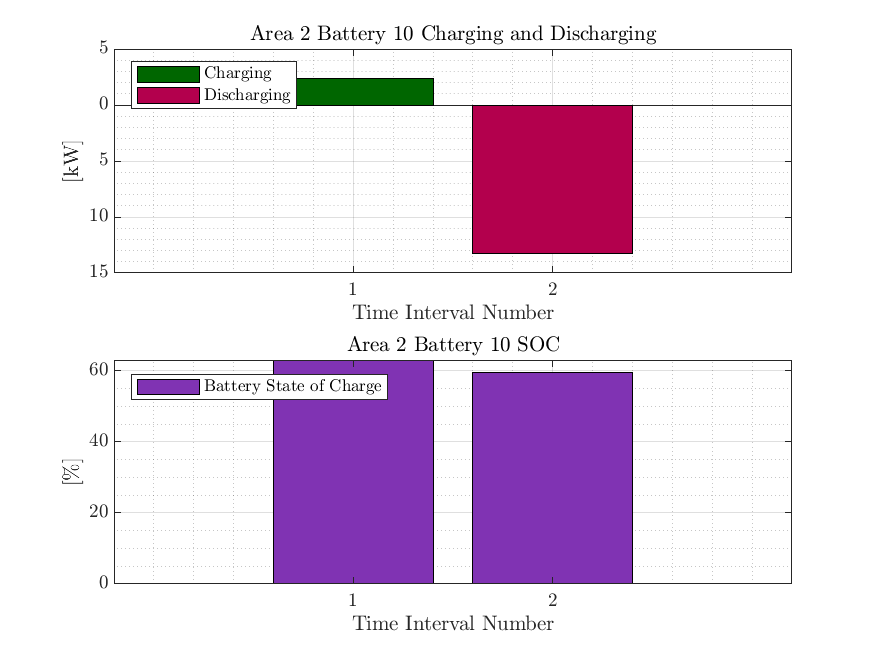 Area 2 Battery 10 Charging and Discharging
5
Charging
0
Discharging
[kW]
5
10
15
1
2
Time Interval Number
Area 2 Battery 10 SOC
60
Battery State of Charge
40
[%]
20
0
1
2
Time Interval Number